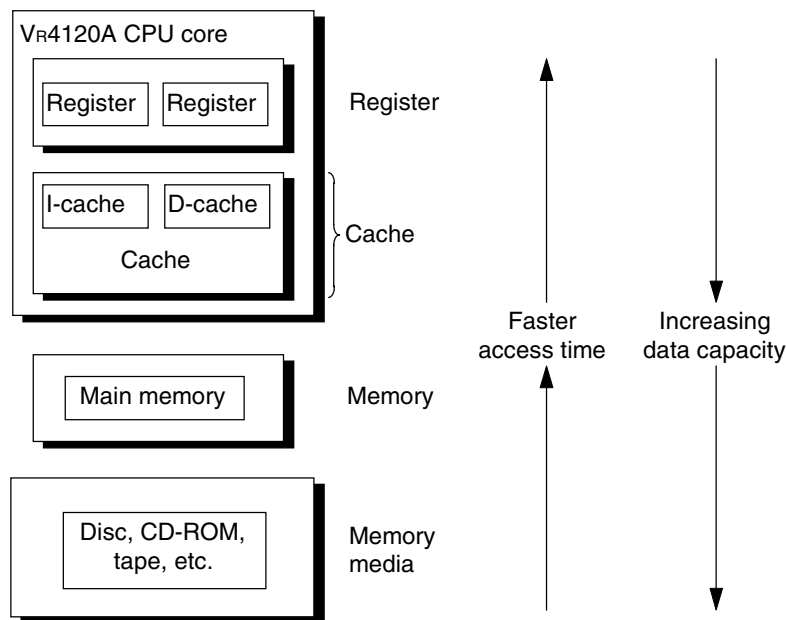 VR4120A CPU core
Register Register
Register
I-cache D-cache
Cache
Cache
Faster
access time
Increasing
data capacity
Main memory
Memory
Disc, CD-ROM,
tape, etc.
Memory
media